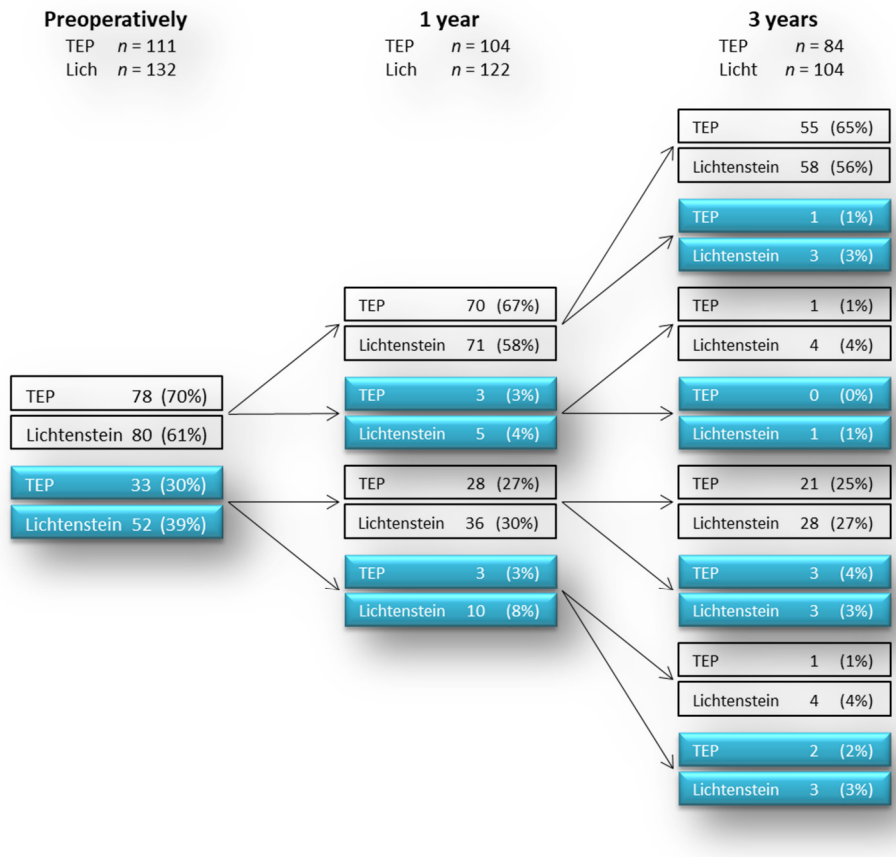 Preoperatively
TEP n = 111
Lich n = 132
1 year
TEP n = 104
Lich n = 122
3 years
TEP n = 84
Licht n = 104
TEP 78 (70%)
Lichtenstein 80 (61%)
TEP 33 (30%)
Lichtenstein 52 (39%)
TEP 70 (67%)
Lichtenstein 71 (58%)
TEP 3 (3%)
Lichtenstein 5 (4%)
TEP 28 (27%)
Lichtenstein 36 (30%)
TEP 3 (3%)
Lichtenstein 10 (8%)
TEP 55 (65%)
Lichtenstein 58 (56%)
TEP 1 (1%)
Lichtenstein 3 (3%)
TEP 1 (1%)
Lichtenstein 4 (4%)
TEP 0 (0%)
Lichtenstein 1 (1%)
TEP 21 (25%)
Lichtenstein 28 (27%)
TEP 3 (4%)
Lichtenstein 3 (3%)
TEP 1 (1%)
Lichtenstein 4 (4%)
TEP 2 (2%)
Lichtenstein 3 (3%)